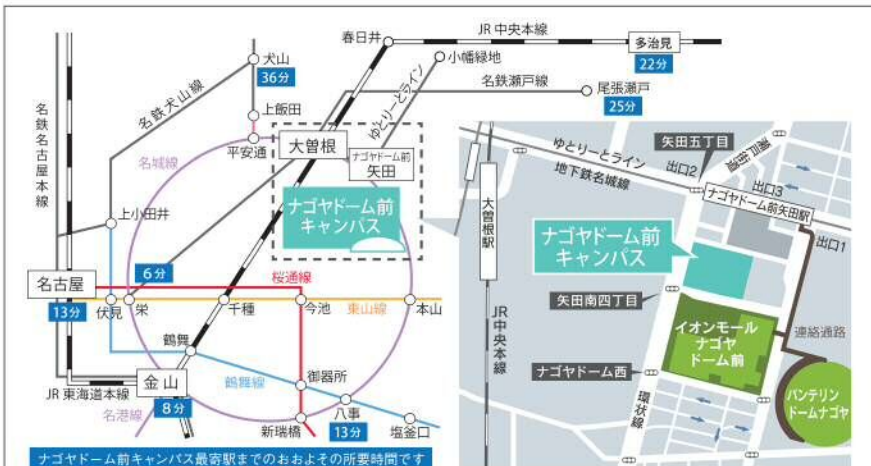 JR中央本線
春日井
多治見
22分
犬山
36分
小幡緑地
名鉄瀬戸線
尾張瀬戸
25分
名鉄犬山線
上飯田
ゆとりーとライン
名鉄名古屋本線
名城線
平安通
大曽根
ナゴヤドーム前
矢田
上小田井
ナゴヤドーム前
キャンパス
6分
桜通線
名古屋
13分
伏見
栄
千種
今池
東山線
本山
鶴舞
金山
8分
鶴舞線
御器所
JR東海道本線
名港線
八事
13分
新瑞橋
塩釜口
ナゴヤドーム前キャンパス最寄駅までのおおよその所要時間です
矢田五丁目
瀬戸街道
ゆとりーとライン
地下鉄名城線
出口2
出口3
ナゴヤドーム前矢田駅
出口1
大曽根駅
ナゴヤドーム前
キャンパス
矢田南四丁目
イオンモール
ナゴヤ
ドーム前
連絡通路
JR中央本線
ナゴヤドーム西
バンテリン
ドームナゴヤ
環状線